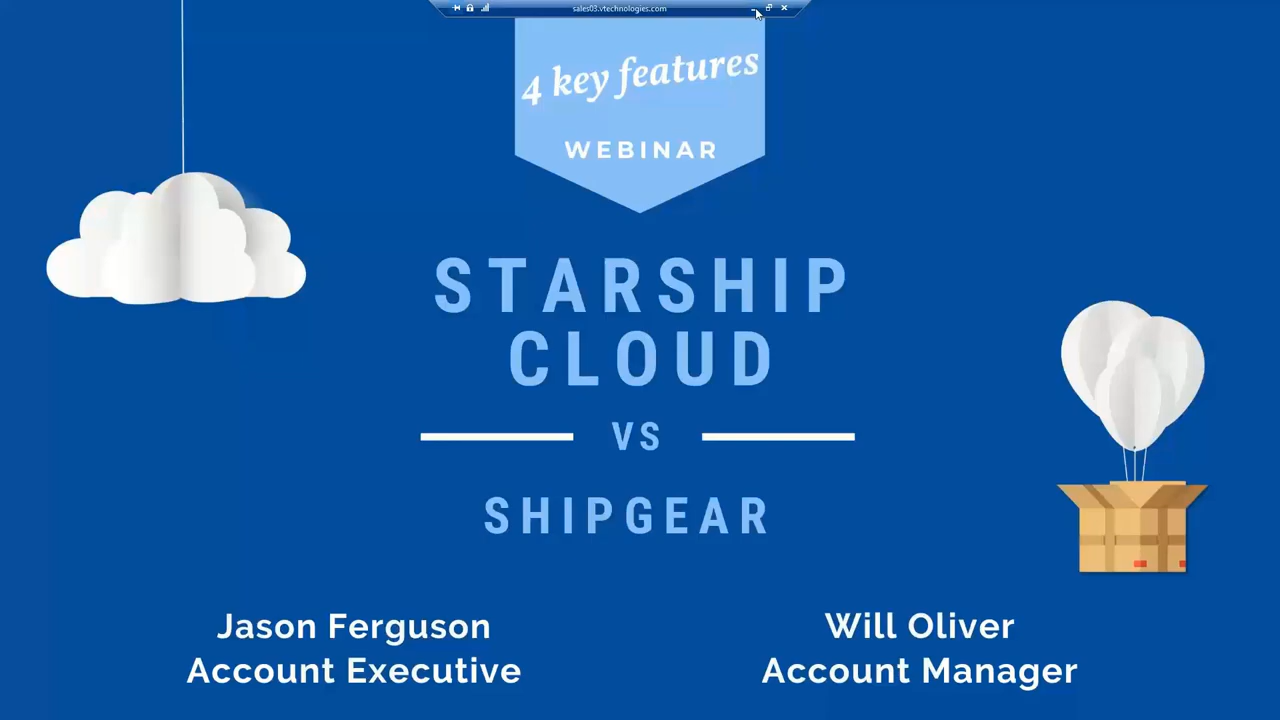 sales03.vtechnologies.com
4 key features
WEBINAR
STARSHIP
CLOUD
VS
SHIPGEAR
Jason Ferguson
Account Executive
Will Oliver
Account Manager